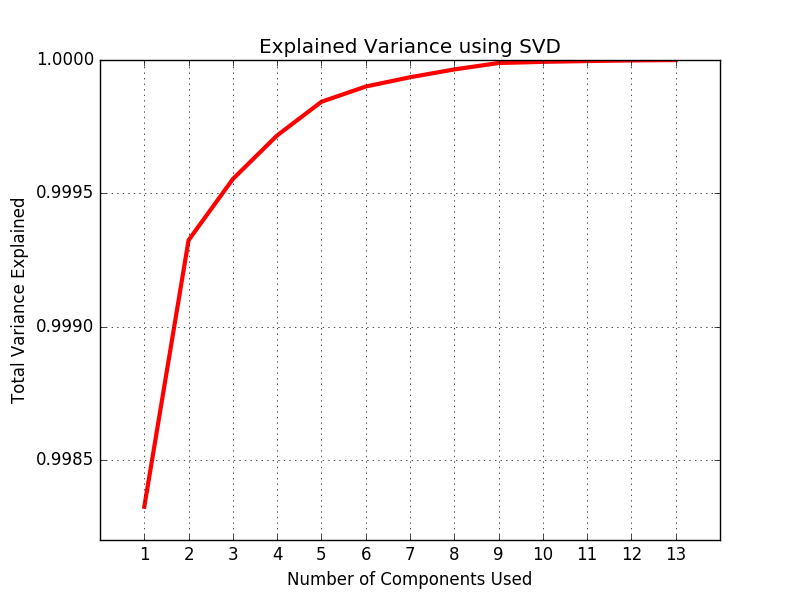 Explained Variance using SVD
1.0000
0.9995
0.9990
0.9985
Total Variance Explained
1 2 3 4 5 6 7 8 9 10 11 12 13
Number of Components Used